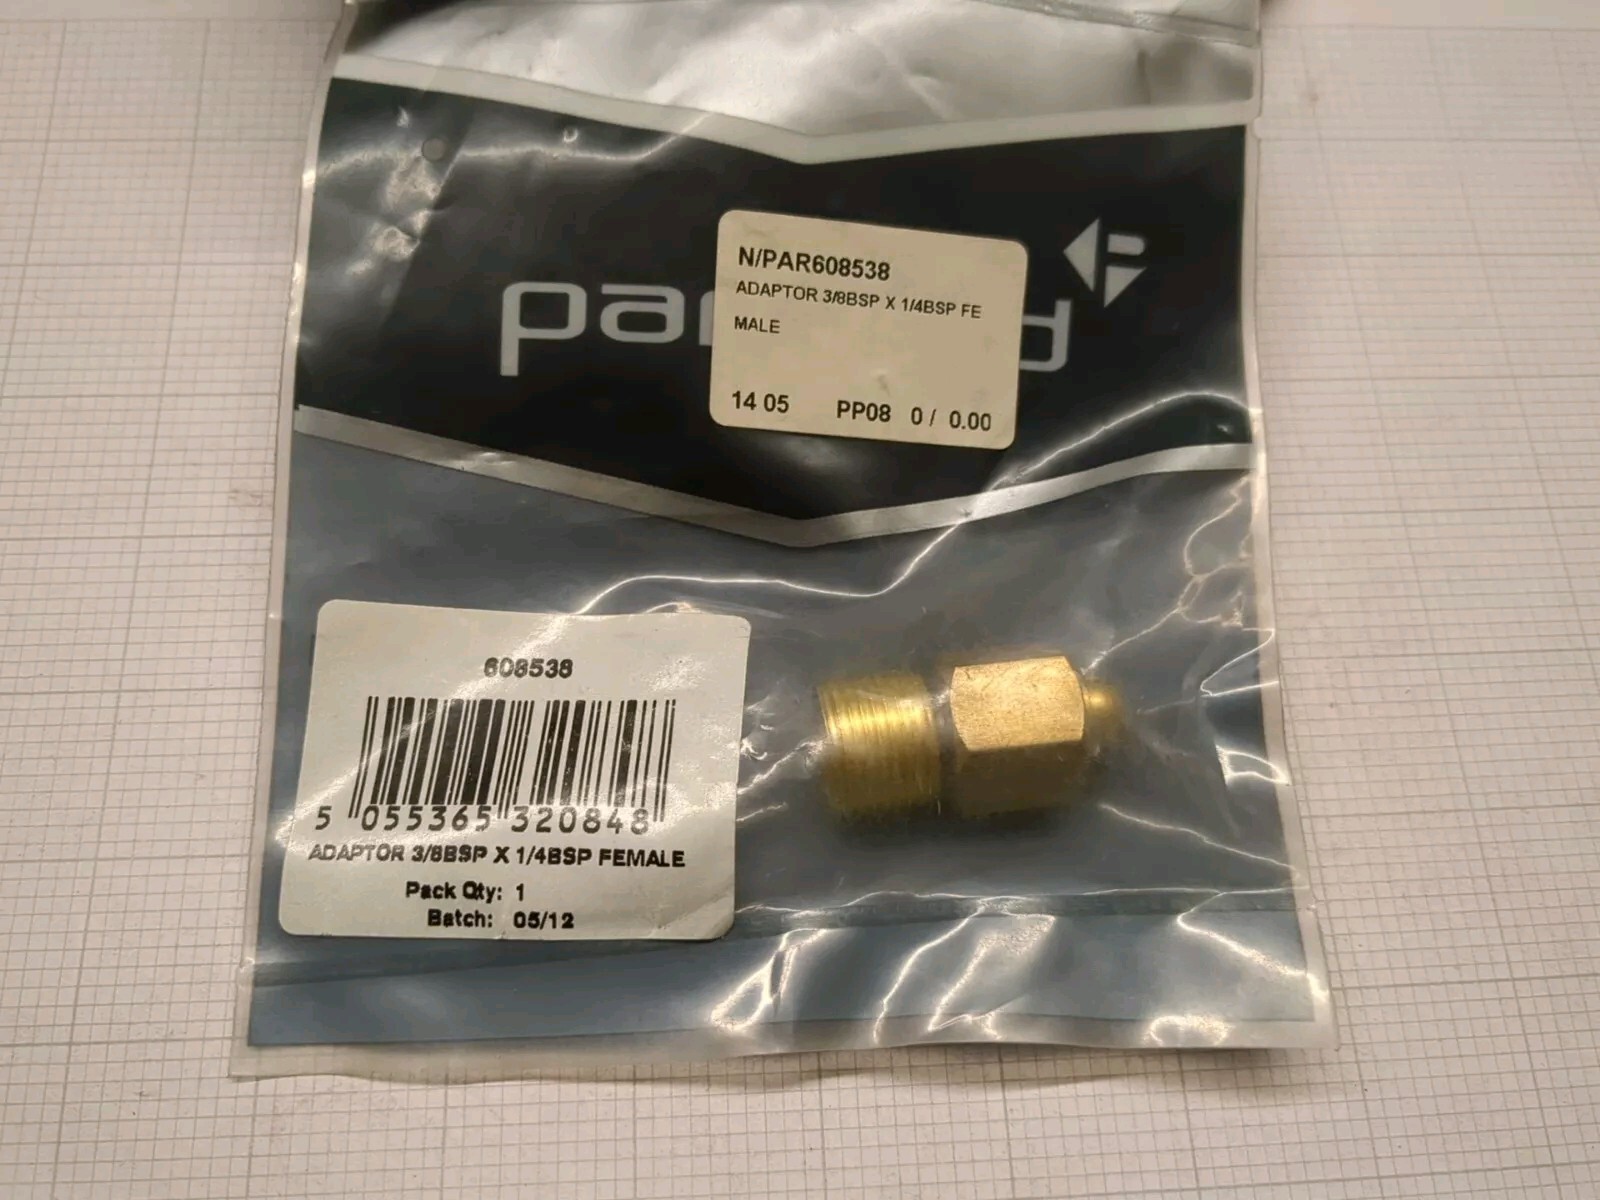 N/PAR608538
ADAPTOR 3/8BSP X 1/4BSP FE
MALE
14 05 PP08 0 / 0.00
608538
5 055365 320848
ADAPTOR 3/8BSP X 1/4BSP FEMALE
Pack Qty: 1
Batch: 05/12